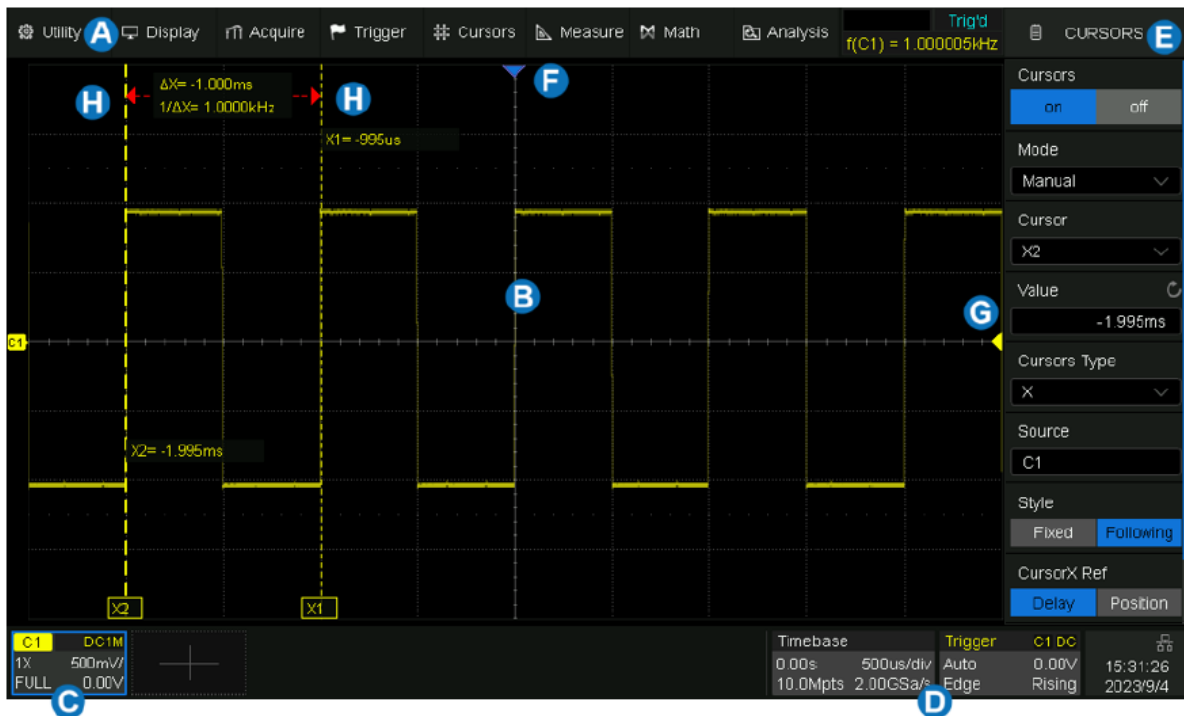 Utility A Display Acquire Trigger Cursors Measure Math Analysis Trig'd
f(C1) = 1.000005kHz
CURSORS E
F
H ΔX= -1.000ms H
1/ΔX= 1.0000kHz
X1= -995us
B
G
C1
X2= -1.995ms
X2 X1
Cursors
on off
Mode
Manual
Cursor
X2
Value
-1.995ms
Cursors Type
X
Source
C1
Style
Fixed Following
CursorX Ref
Delay Position
C1 DC1M
1X 500mV/
FULL 0.00V
C
Timebase
0.00s 500us/div
10.0Mpts 2.00GSa/s
Trigger C1 DC
Auto 0.00V
Edge Rising
D
15:31:26
2023/9/4